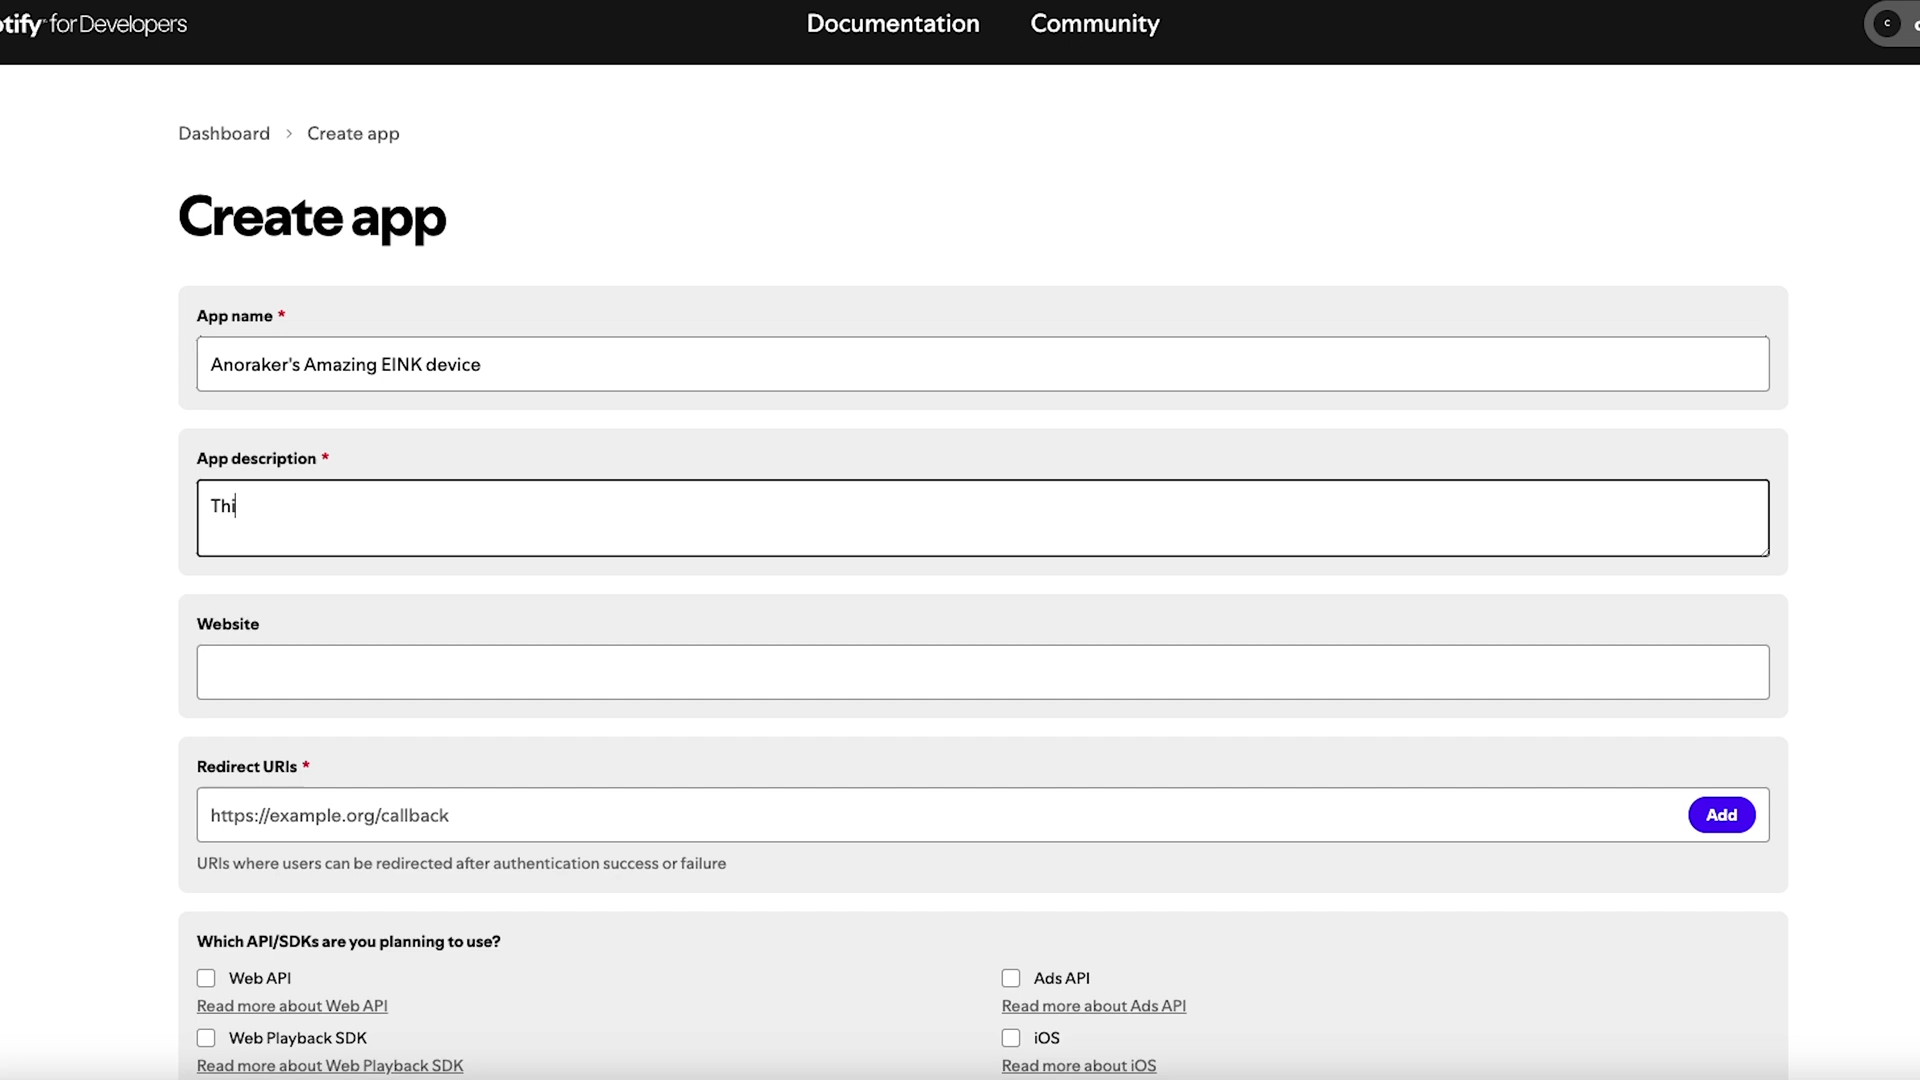 otify for Developers
Documentation
Community
C
Dashboard > Create app
Create app
App name *
Anoraker's Amazing EINK device
App description *
Thi
Website
Redirect URIs *
https://example.org/callback
Add
URIs where users can be redirected after authentication success or failure
Which API/SDKs are you planning to use?
Web API
Ads API
Read more about Web API
Read more about Ads API
Web Playback SDK
iOS
Read more about Web Playback SDK
Read more about iOS